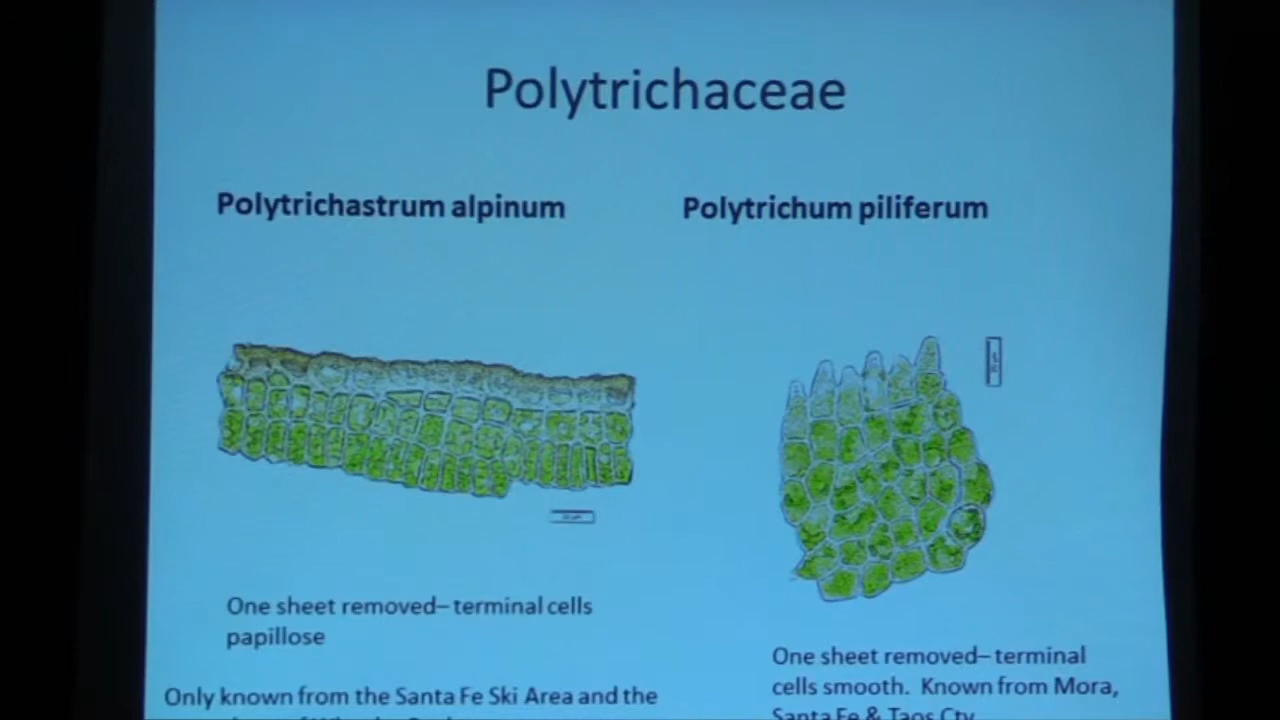 Polytrichaceae
Polytrichastrum alpinum
Polytrichum piliferum
One sheet removed– terminal cells
papillose
Only known from the Santa Fe Ski Area and the
One sheet removed– terminal
cells smooth. Known from Mora,
Santa Fe & Taos Cty